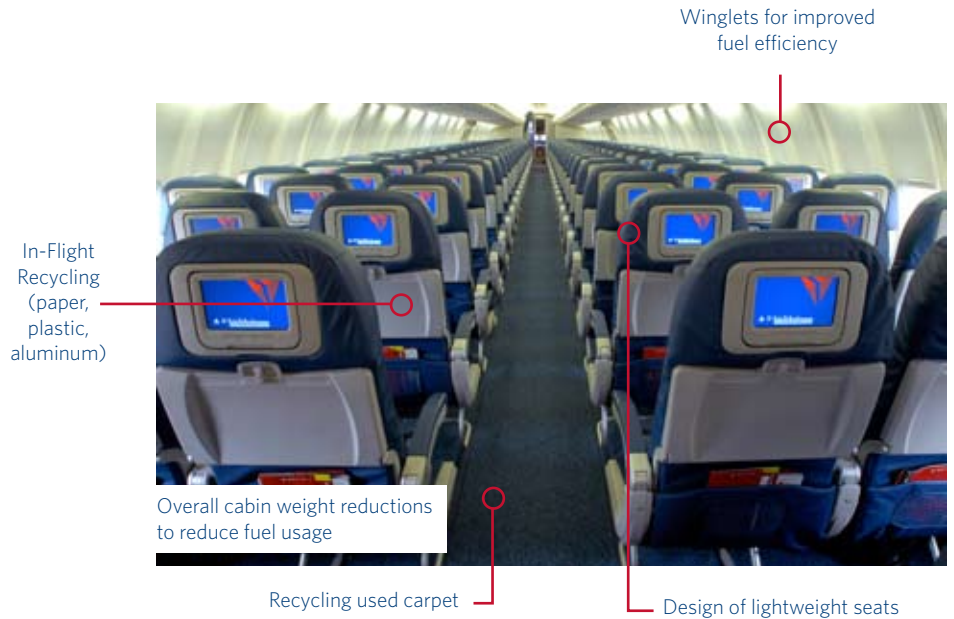 Winglets for improved
fuel efficiency
In-Flight
Recycling
(paper,
plastic,
aluminum)
Overall cabin weight reductions
to reduce fuel usage
Recycling used carpet
Design of lightweight seats